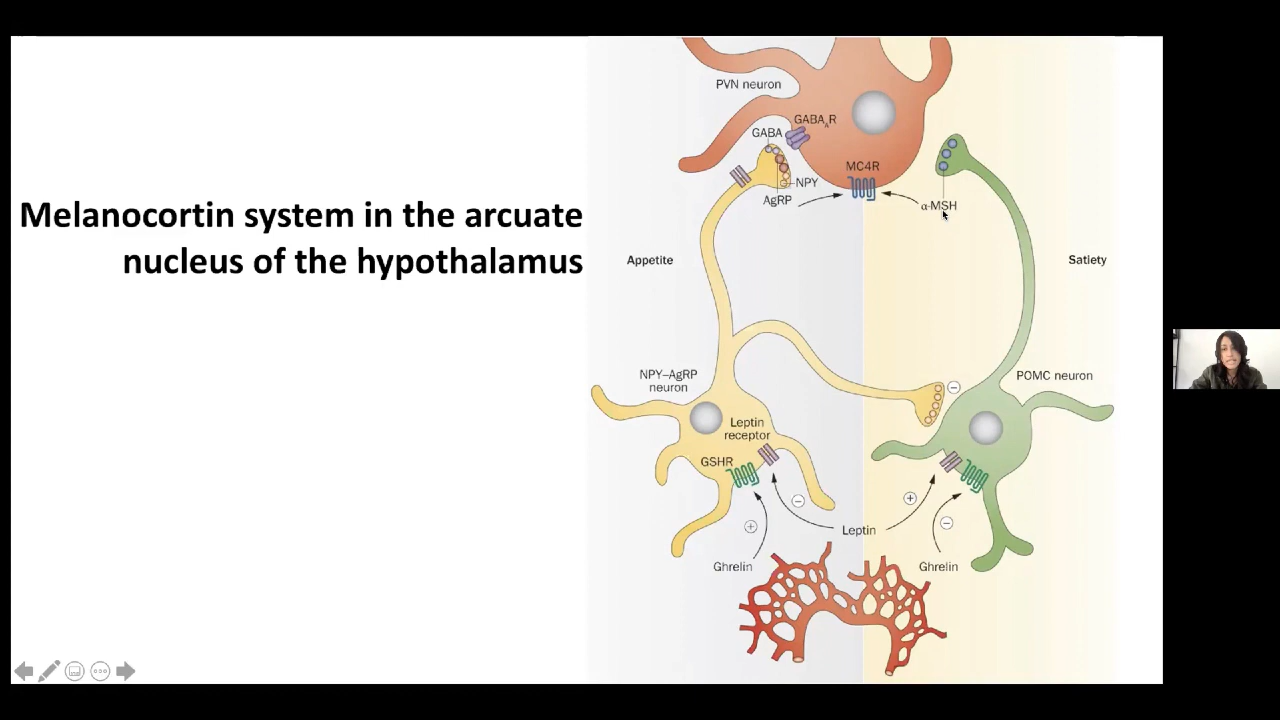 Melanocortin system in the arcuate
nucleus of the hypothalamus
PVN neuron
GABAAR
GABA
MC4R
NPY
AgRP
α-MSH
Appetite
Satiety
NPY–AgRP
neuron
POMC neuron
Leptin
receptor
GSHR
−
−
+
+
−
Leptin
Ghrelin
Ghrelin